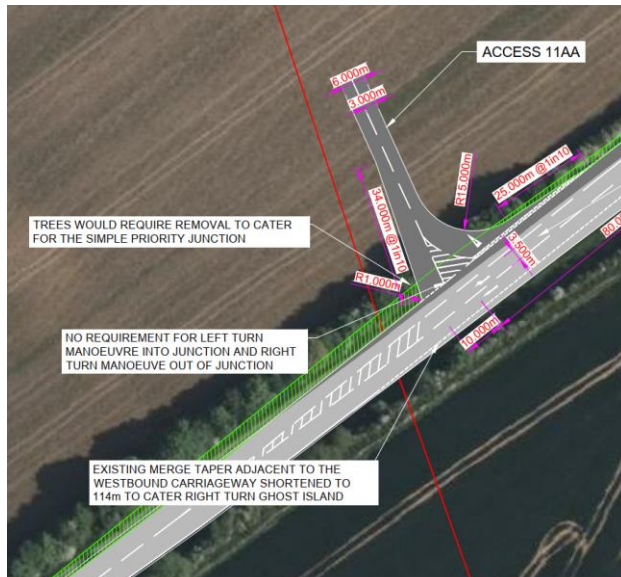 ACCESS 11AA
6.000m
3.000m
25.000m @1in10
R15.000m
34.000m @1in10
TREES WOULD REQUIRE REMOVAL TO CATER
FOR THE SIMPLE PRIORITY JUNCTION
3.500m
R1.000m
10.000m
NO REQUIREMENT FOR LEFT TURN
MANOEUVRE INTO JUNCTION AND RIGHT
TURN MANOEUVE OUT OF JUNCTION
EXISTING MERGE TAPER ADJACENT TO THE
WESTBOUND CARRIAGEWAY SHORTENED TO
114m TO CATER RIGHT TURN GHOST ISLAND